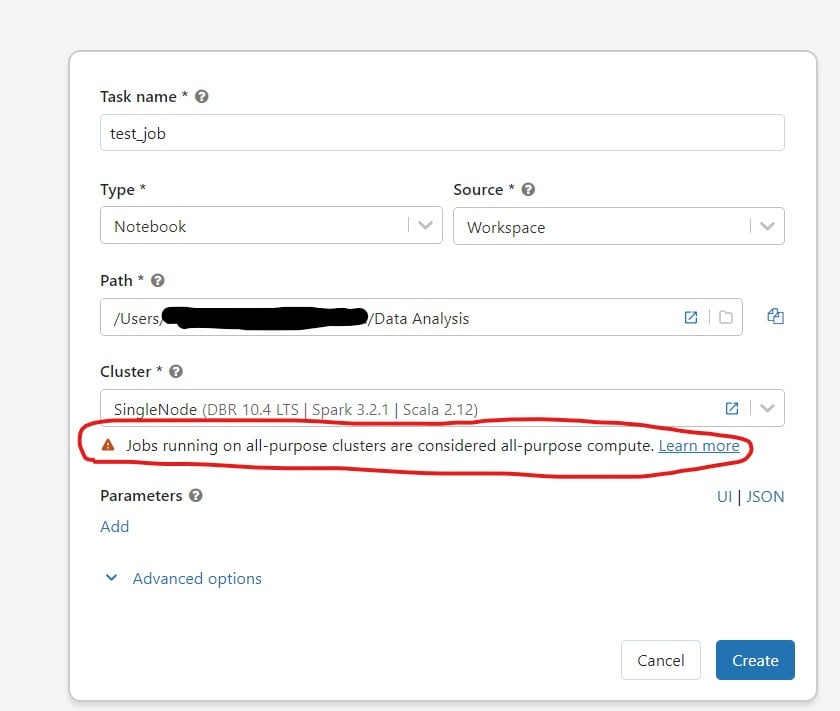 Task name *
test_job
Type * Source *
Notebook Workspace
Path *
/Users/ /Data Analysis
Cluster *
SingleNode (DBR 10.4 LTS | Spark 3.2.1 | Scala 2.12)
Jobs running on all-purpose clusters are considered all-purpose compute. Learn more
Parameters UI | JSON
Add
Advanced options
Cancel Create